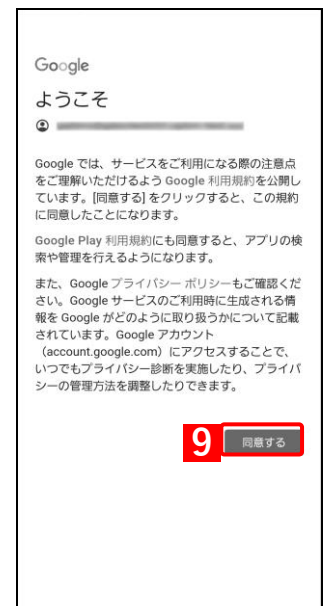 Google
ようこそ
Google では、サービスをご利用になる際の注意点
をご理解いただけるよう Google 利用規約を公開し
ています。[同意する] をクリックすると、この規約
に同意したことになります。
Google Play 利用規約にも同意すると、アプリの検
索や管理を行えるようになります。
また、Google プライバシー ポリシーもご確認くだ
さい。Google サービスのご利用時に生成される情
報を Google がどのように取り扱うかについて記載
されています。Google アカウント
（account.google.com）にアクセスすることで、
いつでもプライバシー診断を実施したり、プライバ
シーの管理方法を調整したりできます。
9 同意する